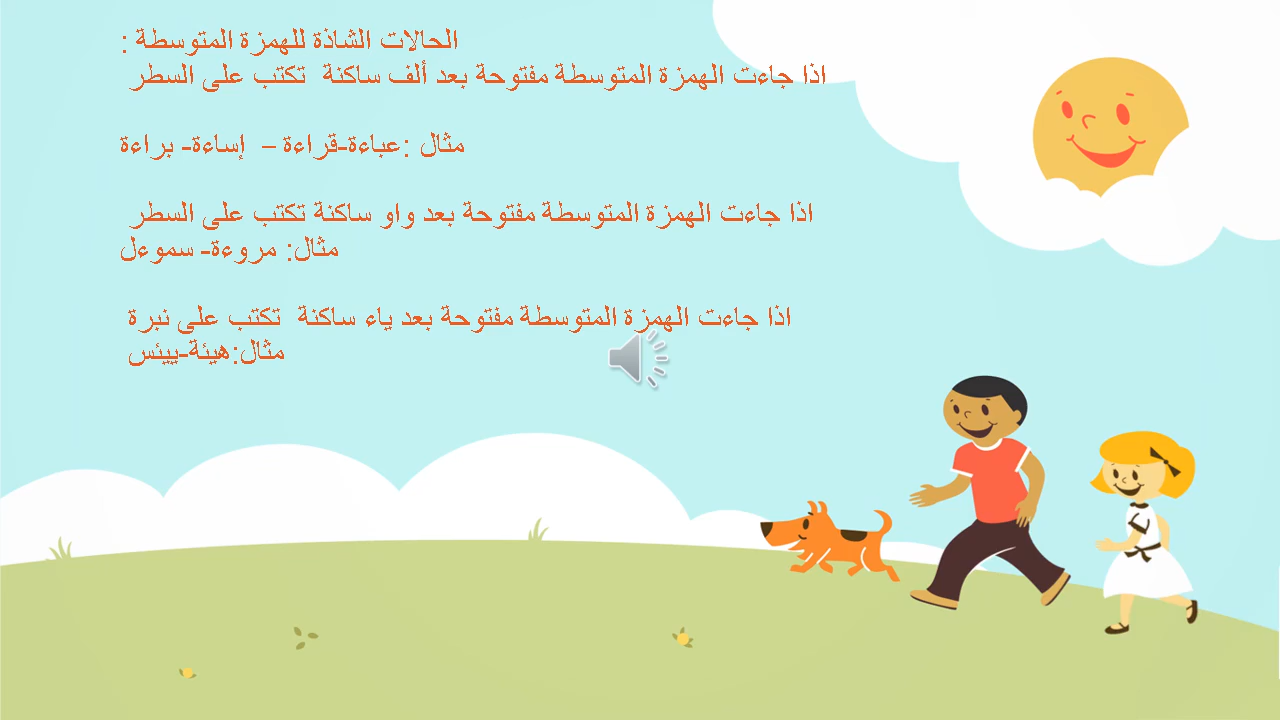 الحالات الشاذة للهمزة المتوسطة :
اذا جاءت الهمزة المتوسطة مفتوحة بعد ألف ساكنة تكتب على السطر
مثال :عباءة-قراءة – إساءة- براءة
اذا جاءت الهمزة المتوسطة مفتوحة بعد واو ساكنة تكتب على السطر
مثال: مروءة- سموءل
اذا جاءت الهمزة المتوسطة مفتوحة بعد ياء ساكنة تكتب على نبرة
مثال:هيئة-ييئس